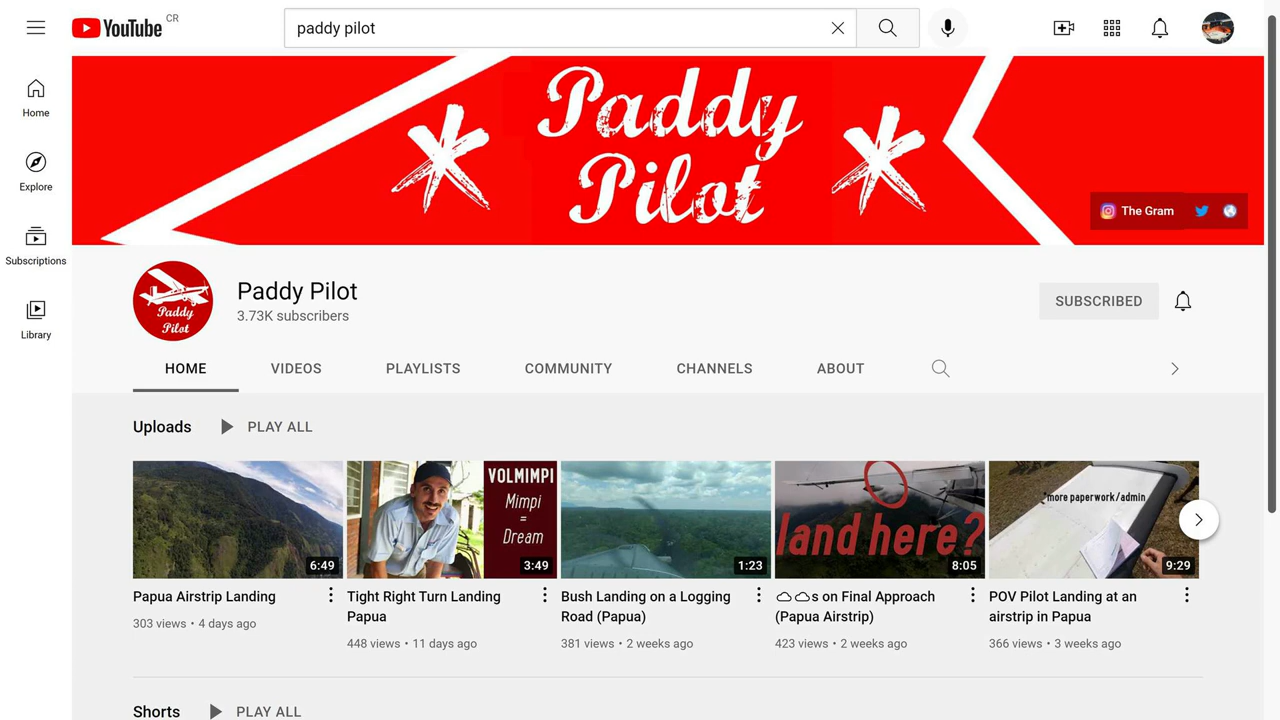 YouTube CR
paddy pilot
Home
Explore
Subscriptions
Library
Paddy
Pilot
The Gram
Paddy
Pilot
Paddy Pilot
3.73K subscribers
SUBSCRIBED
HOME VIDEOS PLAYLISTS COMMUNITY CHANNELS ABOUT
Uploads PLAY ALL
6:49
VOLMIMPI
Mimpi
=
Dream
3:49
1:23
land here?
8:05
*more paperwork/admin
9:29
Papua Airstrip Landing
303 views • 4 days ago
Tight Right Turn Landing
Papua
448 views • 11 days ago
Bush Landing on a Logging
Road (Papua)
381 views • 2 weeks ago
☁☁s on Final Approach
(Papua Airstrip)
423 views • 2 weeks ago
POV Pilot Landing at an
airstrip in Papua
366 views • 3 weeks ago
Shorts PLAY ALL